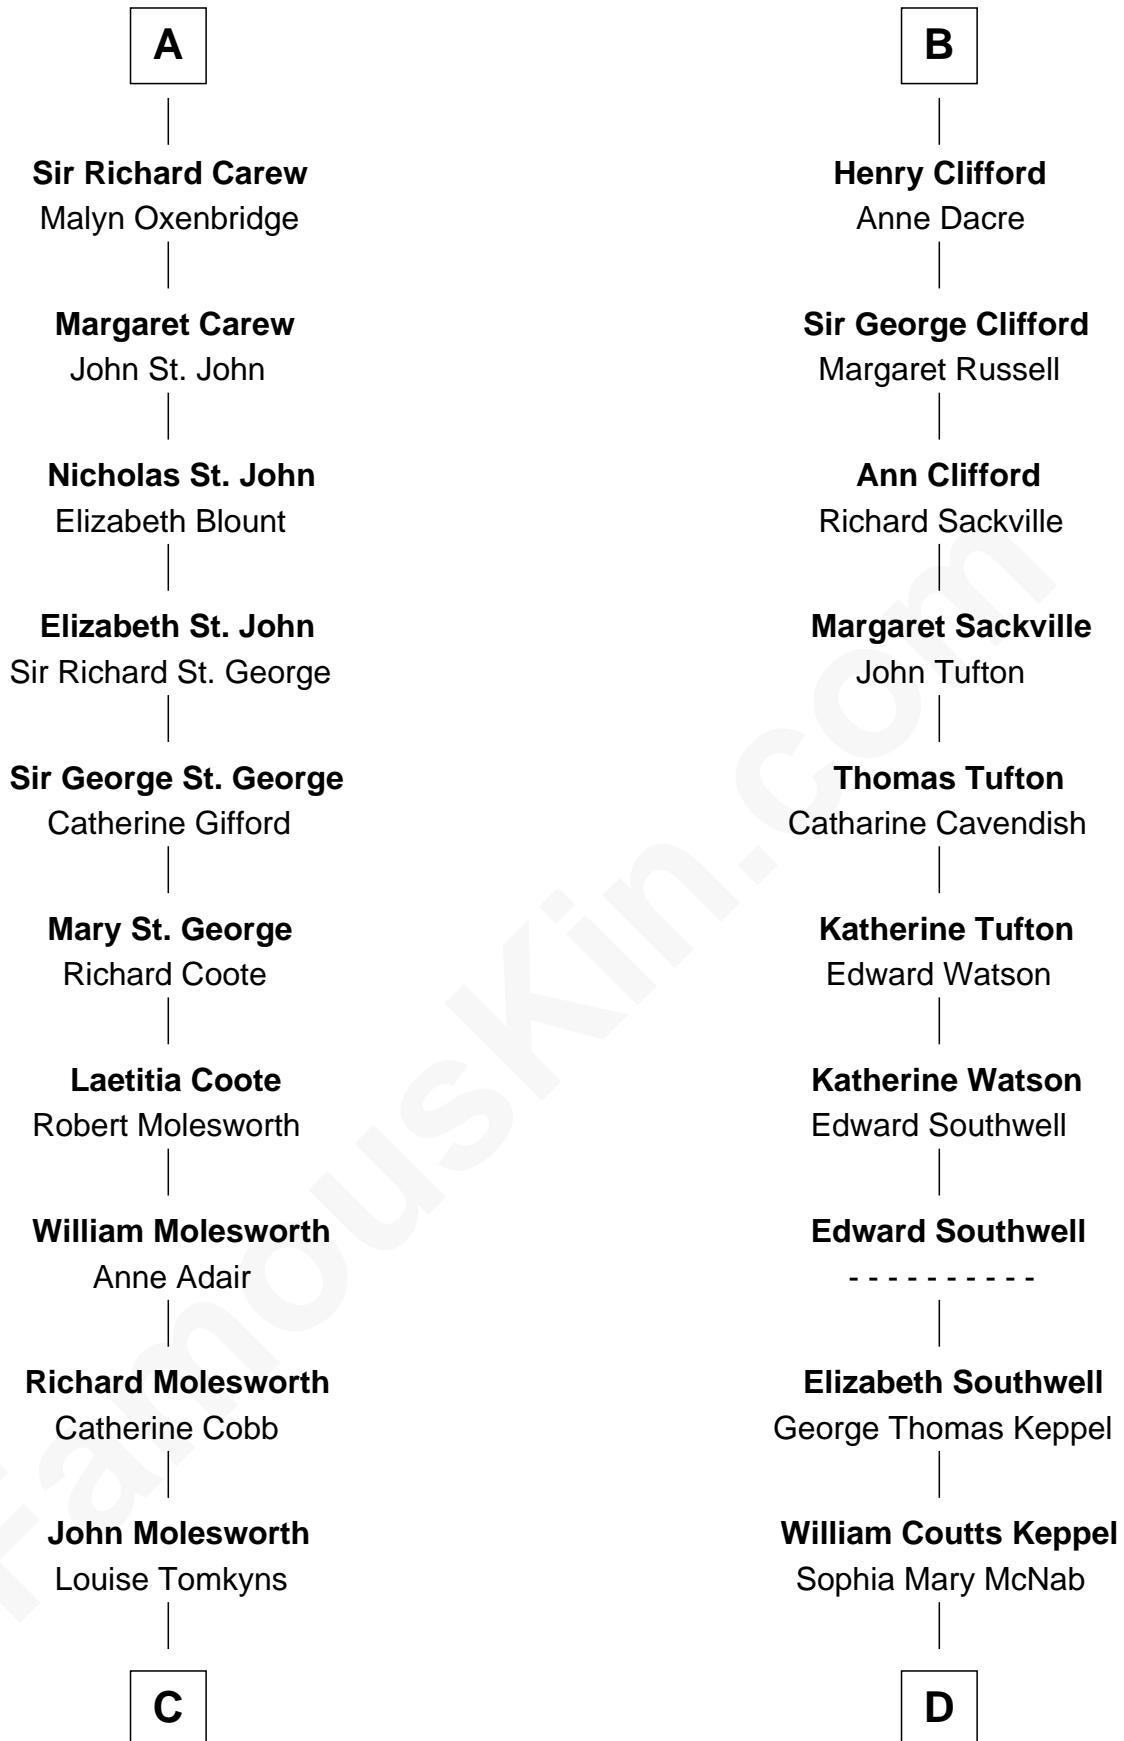 A
Sir Richard Carew
Malyn Oxenbridge
Margaret Carew
John St. John
Nicholas St. John
Elizabeth Blount
Elizabeth St. John
Sir Richard St. George
Sir George St. George
Catherine Gifford
Mary St. George
Richard Coote
Laetitia Coote
Robert Molesworth
William Molesworth
Anne Adair
Richard Molesworth
Catherine Cobb
John Molesworth
Louise Tomkyns
C
B
Henry Clifford
Anne Dacre
Sir George Clifford
Margaret Russell
Ann Clifford
Richard Sackville
Margaret Sackville
John Tufton
Thomas Tufton
Catharine Cavendish
Katherine Tufton
Edward Watson
Katherine Watson
Edward Southwell
Edward Southwell
- - - - - - - - - -
Elizabeth Southwell
George Thomas Keppel
William Coutts Keppel
Sophia Mary McNab
D
FamousKin.com